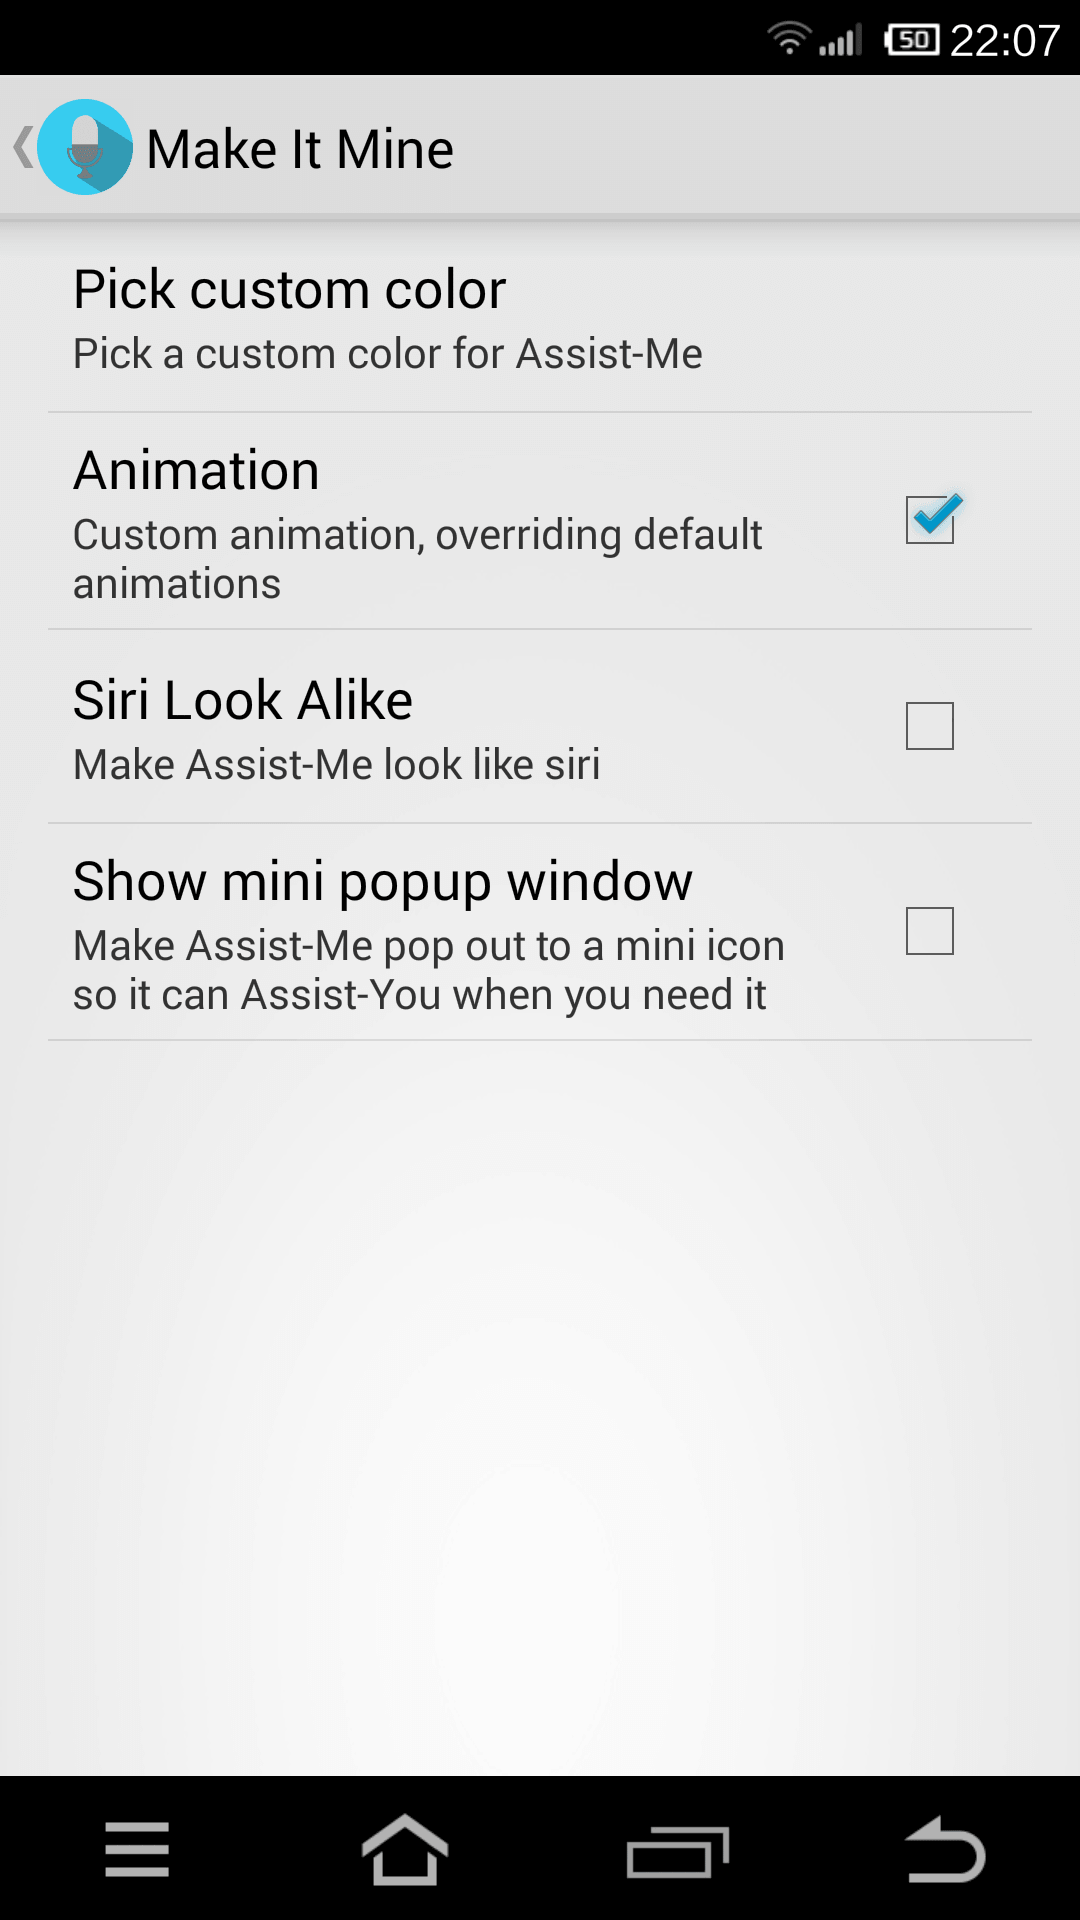 50 22:07
Make It Mine
Pick custom color
Pick a custom color for Assist-Me
Animation
Custom animation, overriding default
animations
Siri Look Alike
Make Assist-Me look like siri
Show mini popup window
Make Assist-Me pop out to a mini icon
so it can Assist-You when you need it